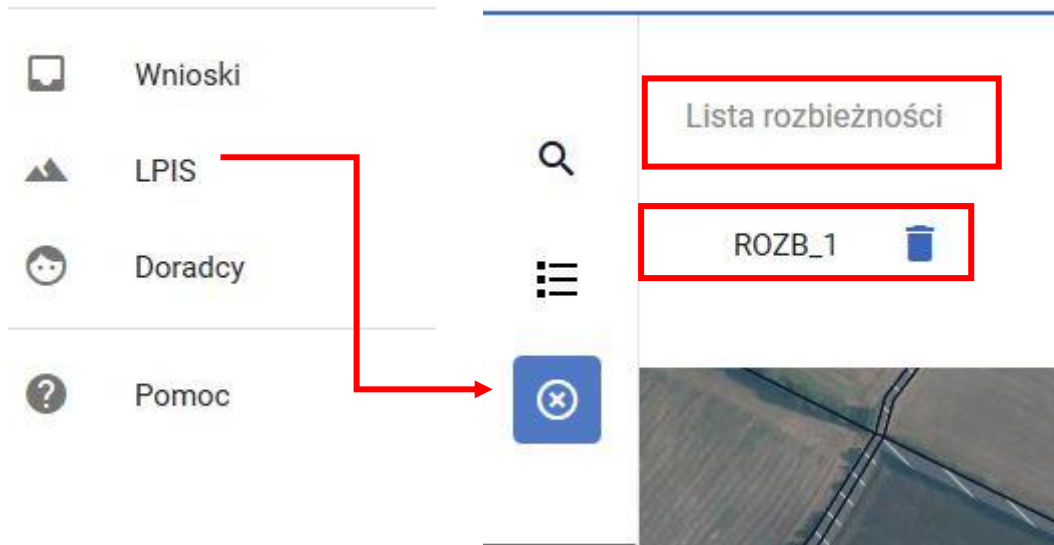 Wnioski
LPIS
Doradcy
Pomoc
Lista rozbieżności
ROZB_1